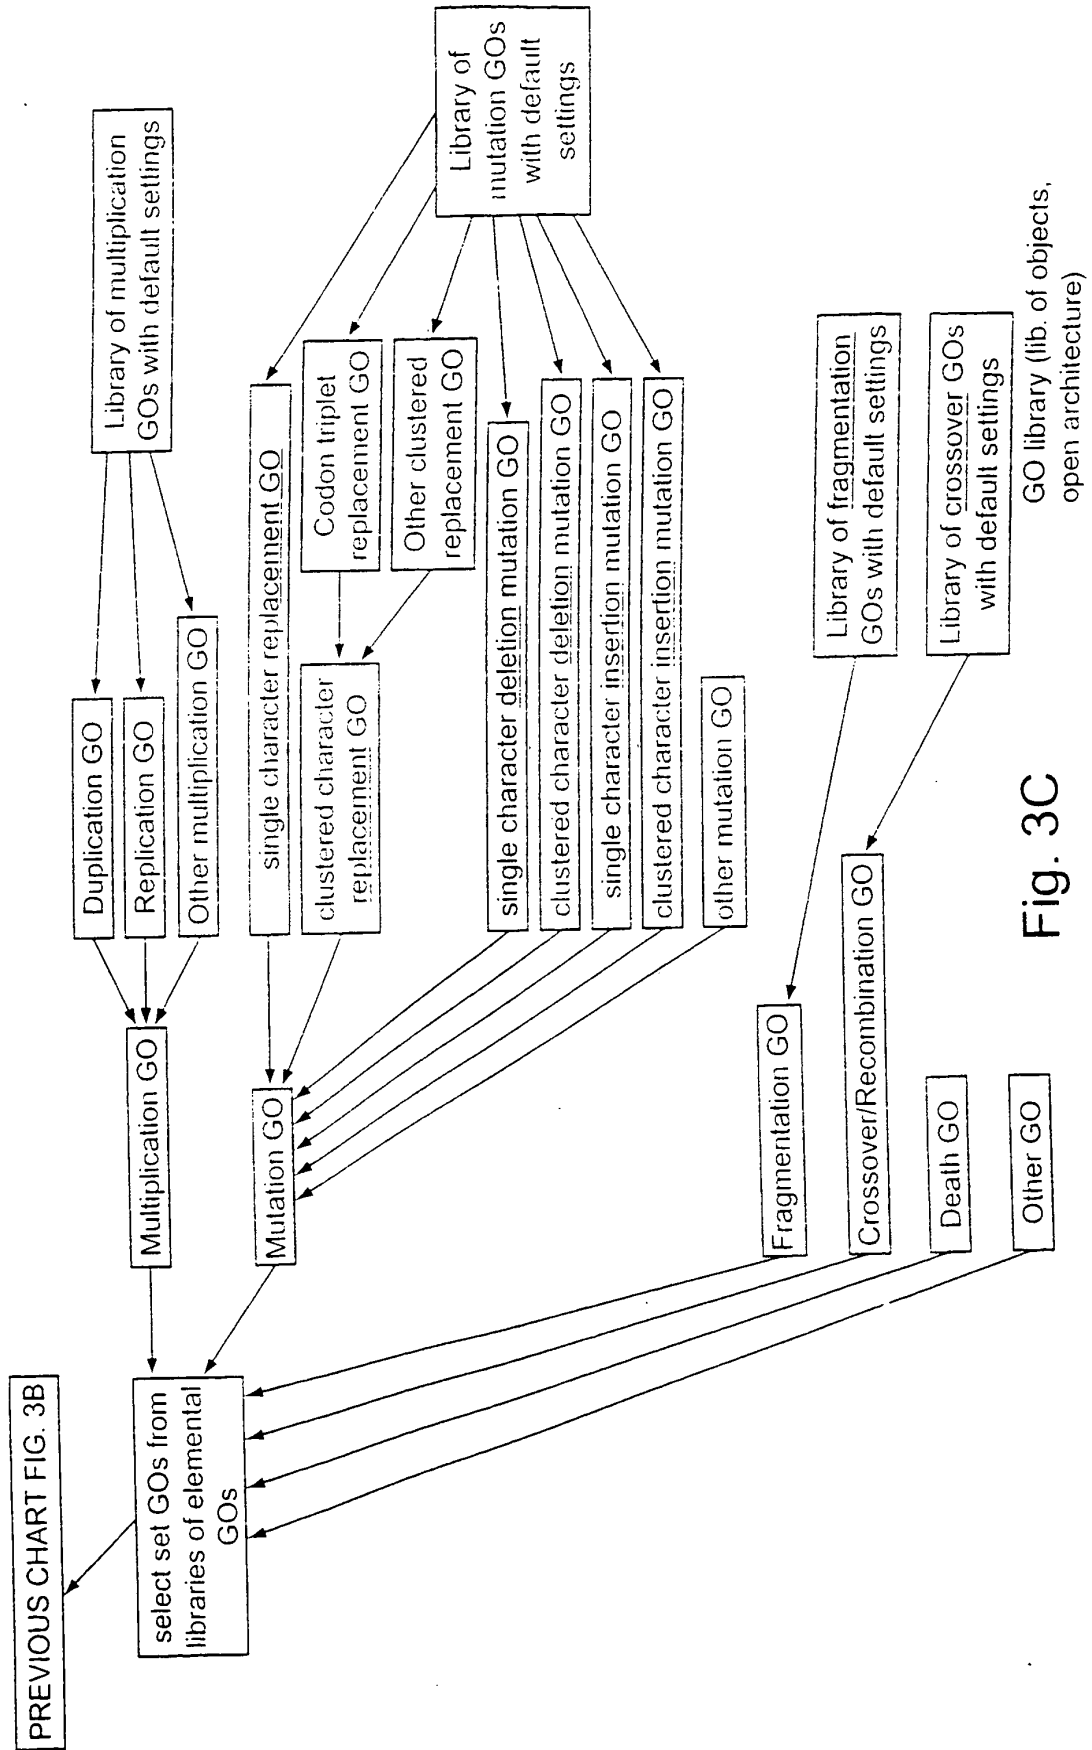 PREVIOUS CHART FIG. 3B
select set GOs from
libraries of elemental
GOs
Multiplication GO
Duplication GO
Replication GO
Other multiplication GO
Library of multiplication
GOs with default settings
Mutation GO
single character replacement GO
clustered character
replacement GO
Codon triplet
replacement GO
Other clustered
replacement GO
single character deletion mutation GO
clustered character deletion mutation GO
single character insertion mutation GO
clustered character insertion mutation GO
other mutation GO
Library of
mutation GOs
with default
settings
Fragmentation GO
Library of fragmentation
GOs with default settings
Crossover/Recombination GO
Library of crossover GOs
with default settings
Death GO
Other GO
GO library (lib. of objects,
open architecture)
Fig. 3C